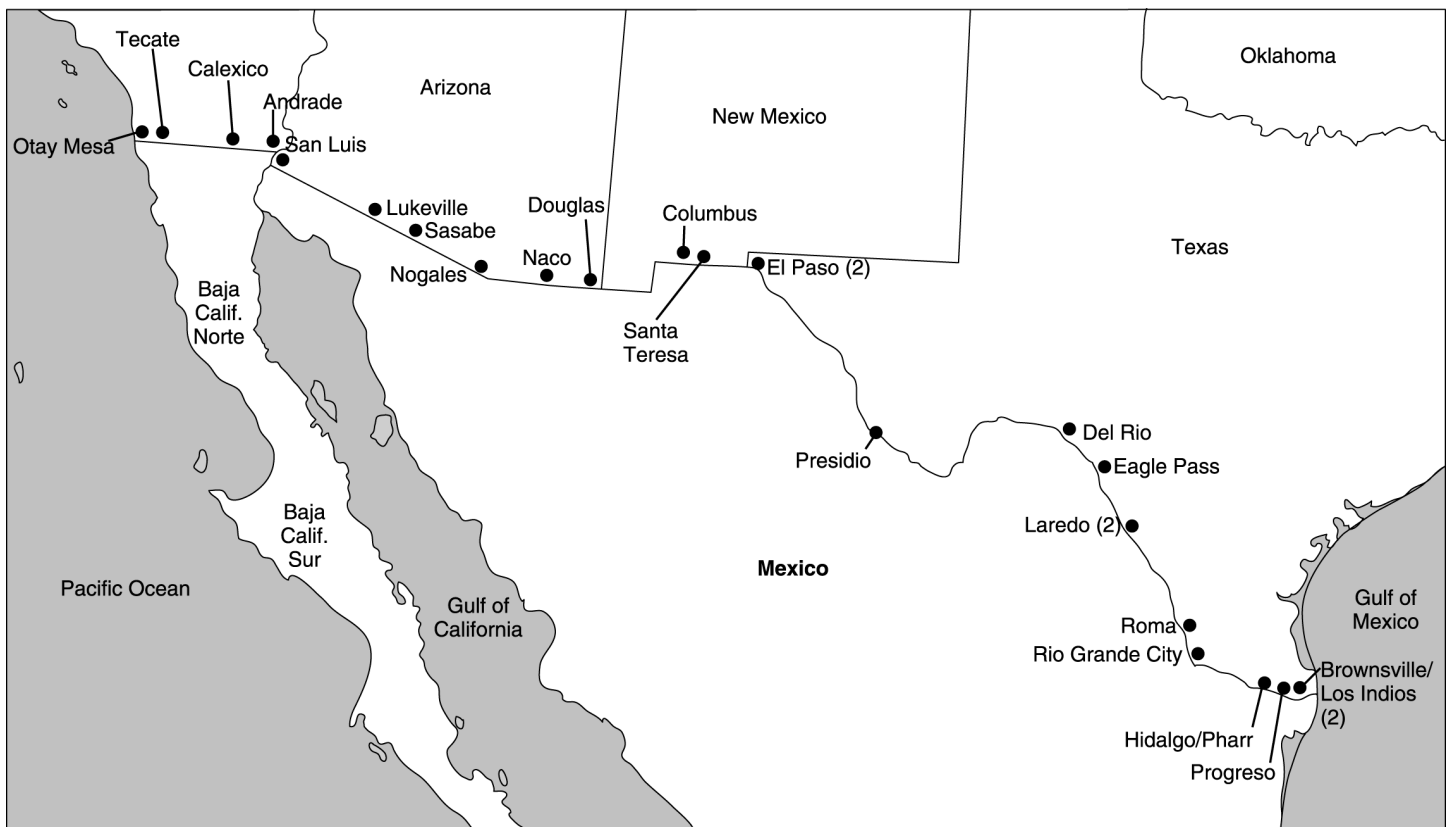 Tecate
Calexico
Andrade
Otay Mesa
San Luis
Arizona
New Mexico
Oklahoma
Lukeville
Sasabe
Nogales
Naco
Douglas
Columbus
Santa
Teresa
El Paso (2)
Texas
Baja
Calif.
Norte
Presidio
Del Rio
Eagle Pass
Laredo (2)
Baja
Calif.
Sur
Mexico
Pacific Ocean
Gulf of
California
Gulf of
Mexico
Roma
Rio Grande City
Brownsville/
Los Indios
(2)
Hidalgo/Pharr
Progreso